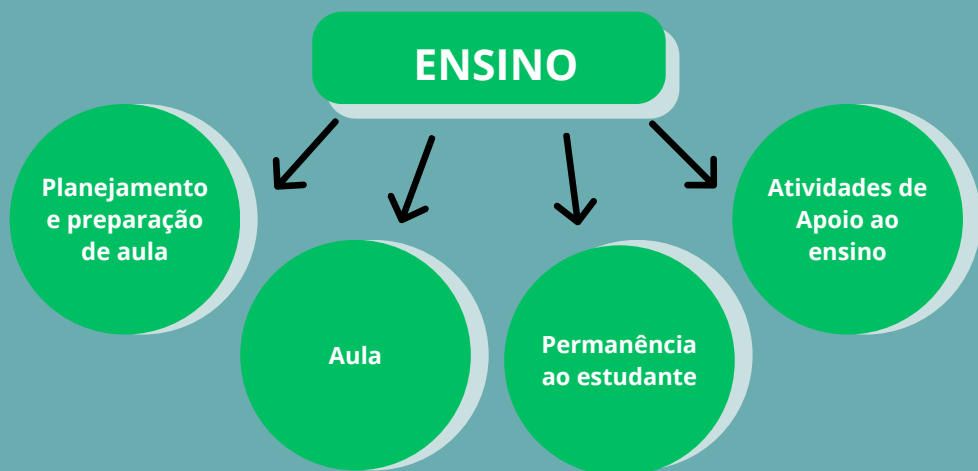 ENSINO
Planejamento
e preparação
de aula
Aula
Permanência
ao estudante
Atividades de
Apoio ao
ensino